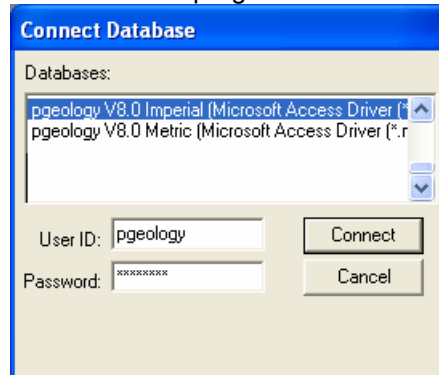 Connect Database
Databases:
pgeology V8.0 Imperial (Microsoft Access Driver (*
pgeology V8.0 Metric (Microsoft Access Driver (*.r
User ID: pgeology Connect
Password: ******** Cancel